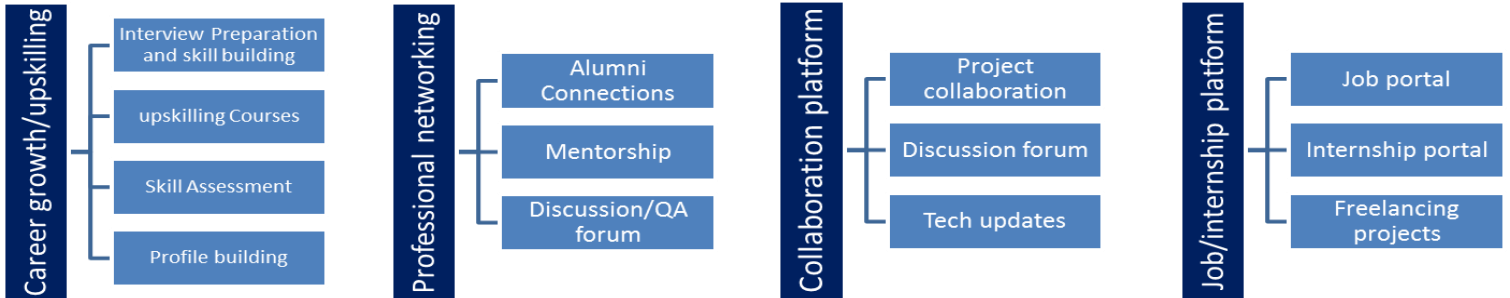 Career growth/upskilling
Interview Preparation
and skill building
upskilling Courses
Skill Assessment
Profile building
Professional networking
Alumni
Connections
Mentorship
Discussion/QA
forum
Collaboration platform
Project
collaboration
Discussion forum
Tech updates
Job/internship platform
Job portal
Internship portal
Freelancing
projects